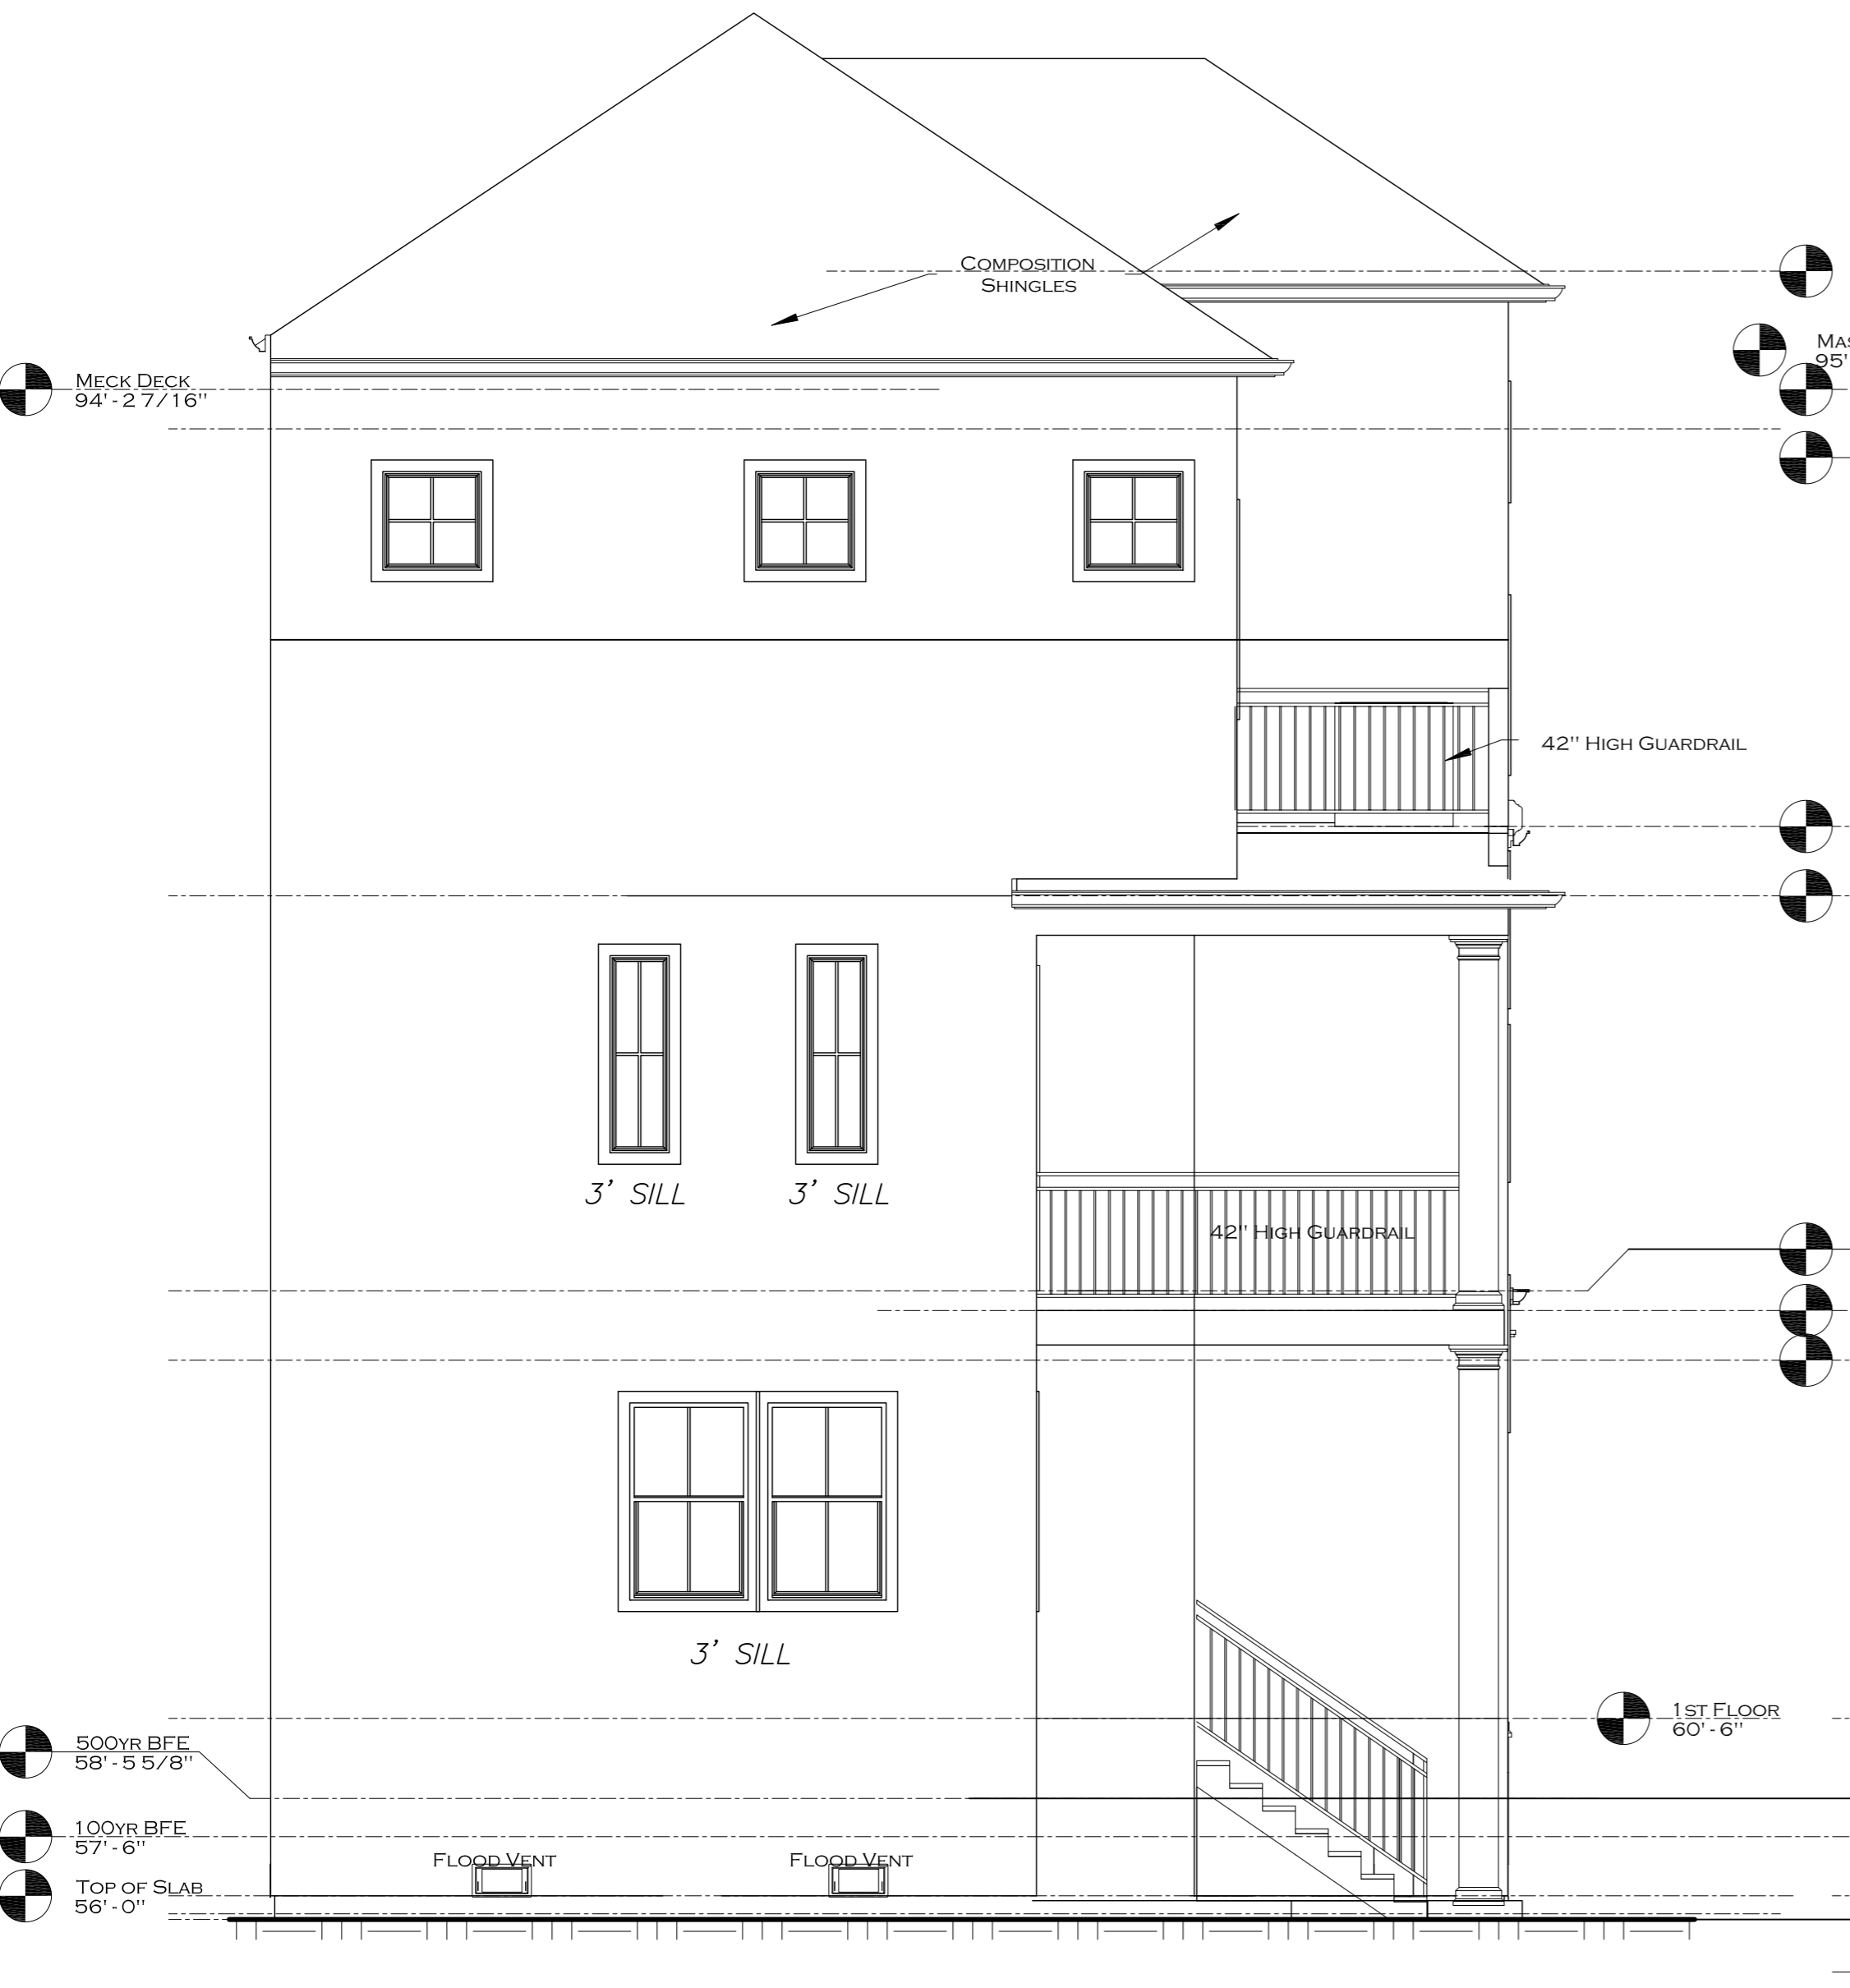 COMPOSITION
SHINGLES
MECK DECK
94'-2 7/16"
95'
42" HIGH GUARDRAIL
3' SILL
3' SILL
42" HIGH GUARDRAIL
3' SILL
1ST FLOOR
60'-6"
500YR BFE
58'-5 5/8"
100YR BFE
57'-6"
FLOOD VENT
FLOOD VENT
TOP OF SLAB
56'-0"